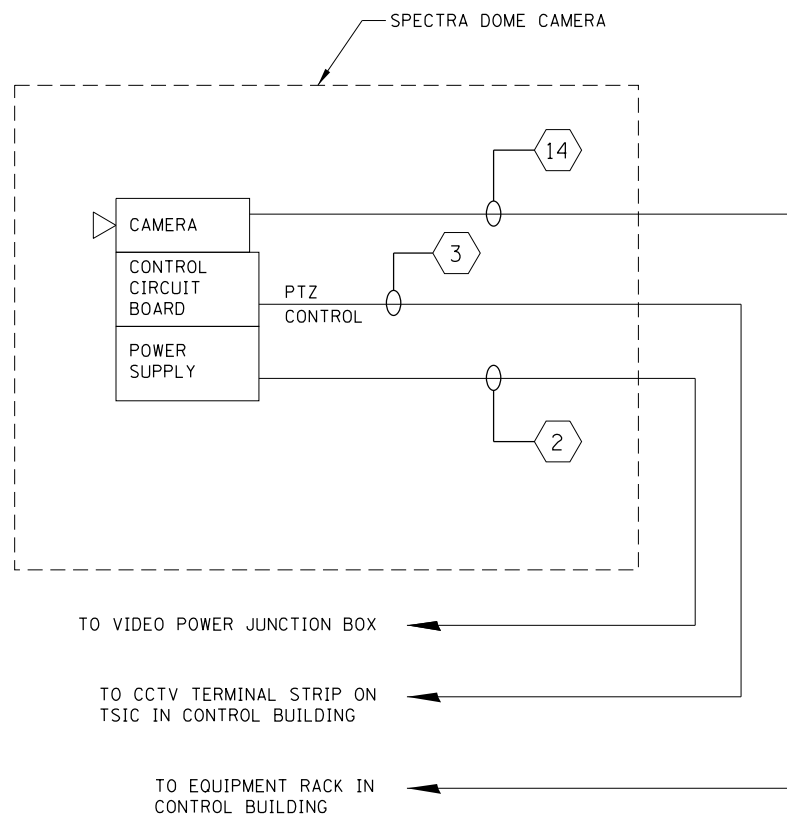 SPECTRA DOME CAMERA
14
CAMERA
3
CONTROL
CIRCUIT
BOARD
PTZ
CONTROL
POWER
SUPPLY
2
TO VIDEO POWER JUNCTION BOX
TO CCTV TERMINAL STRIP ON
TSIC IN CONTROL BUILDING
TO EQUIPMENT RACK IN
CONTROL BUILDING